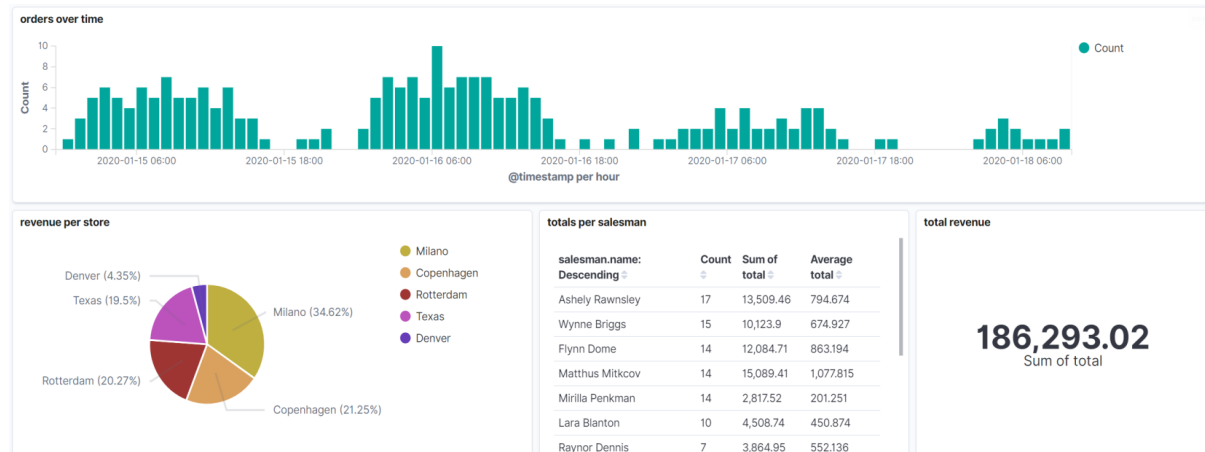 orders over time
10
8
6
4
2
0
Count
2020-01-15 06:00 2020-01-15 18:00 2020-01-16 06:00 2020-01-16 18:00 2020-01-17 06:00 2020-01-17 18:00 2020-01-18 06:00
@timestamp per hour
Count
revenue per store
Denver (4.35%)
Texas (19.5%)
Milano (34.62%)
Rotterdam (20.27%)
Copenhagen (21.25%)
Milano
Copenhagen
Rotterdam
Texas
Denver
totals per salesman
salesman.name: Count Sum of Average
Descending total total
Ashely Rawnsley 17 13,509.46 794.674
Wynne Briggs 15 10,123.9 674.927
Flynn Dome 14 12,084.71 863.194
Matthus Mitkcov 14 15,089.41 1,077.815
Mirilla Penkman 14 2,817.52 201.251
Lara Blanton 10 4,508.74 450.874
Raynor Dennis 7 3,864.95 552.136
total revenue
186,293.02
Sum of total